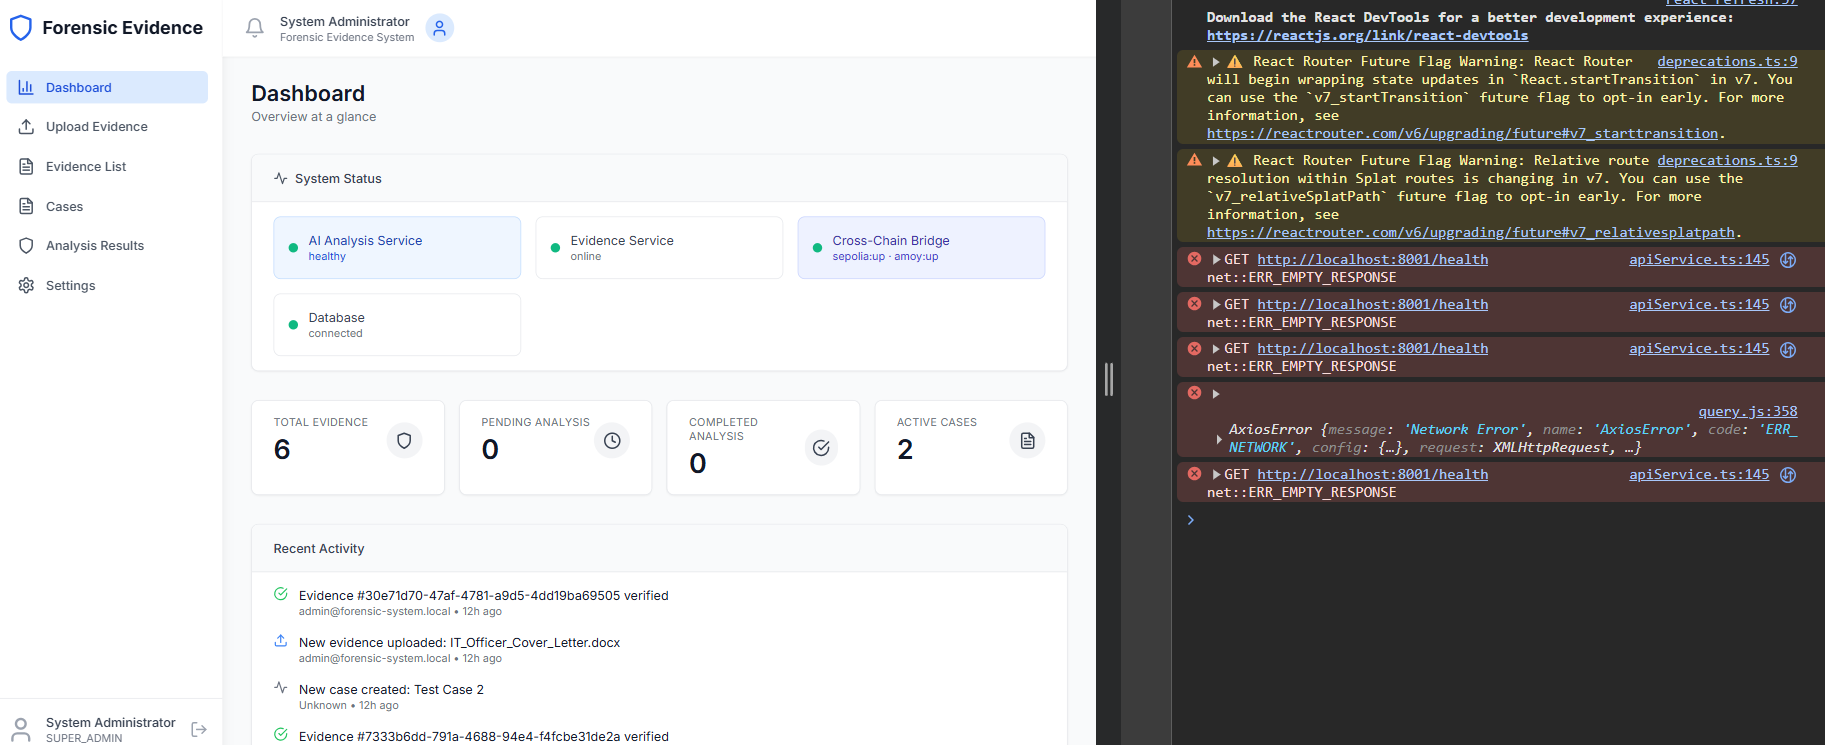 Forensic Evidence
Dashboard
Upload Evidence
Evidence List
Cases
Analysis Results
Settings
System Administrator
SUPER_ADMIN
System Administrator
Forensic Evidence System
Dashboard
Overview at a glance
System Status
AI Analysis Service
healthy
Evidence Service
online
Cross-Chain Bridge
sepolia:up · amoy:up
Database
connected
TOTAL EVIDENCE
6
PENDING ANALYSIS
0
COMPLETED
ANALYSIS
0
ACTIVE CASES
2
Recent Activity
Evidence #30e71d70-47af-4781-a9d5-4dd19ba69505 verified
admin@forensic-system.local • 12h ago
New evidence uploaded: IT_Officer_Cover_Letter.docx
admin@forensic-system.local • 12h ago
New case created: Test Case 2
Unknown • 12h ago
Evidence #7333b6dd-791a-4688-94e4-f4fcbe31de2a verified
Download the React DevTools for a better development experience:
https://reactjs.org/link/react-devtools
React Router Future Flag Warning: React Router deprecations.ts:9
will begin wrapping state updates in `React.startTransition` in v7. You
can use the `v7_startTransition` future flag to opt-in early. For more
information, see
https://reactrouter.com/v6/upgrading/future#v7_starttransition.
React Router Future Flag Warning: Relative route deprecations.ts:9
resolution within Splat routes is changing in v7. You can use the
`v7_relativeSplatPath` future flag to opt-in early. For more
information, see
https://reactrouter.com/v6/upgrading/future#v7_relativesplatpath.
GET http://localhost:8001/health apiService.ts:145
net::ERR_EMPTY_RESPONSE
GET http://localhost:8001/health apiService.ts:145
net::ERR_EMPTY_RESPONSE
GET http://localhost:8001/health apiService.ts:145
net::ERR_EMPTY_RESPONSE
query.js:358
AxiosError {message: 'Network Error', name: 'AxiosError', code: 'ERR_
NETWORK', config: {…}, request: XMLHttpRequest, …}
GET http://localhost:8001/health apiService.ts:145
net::ERR_EMPTY_RESPONSE